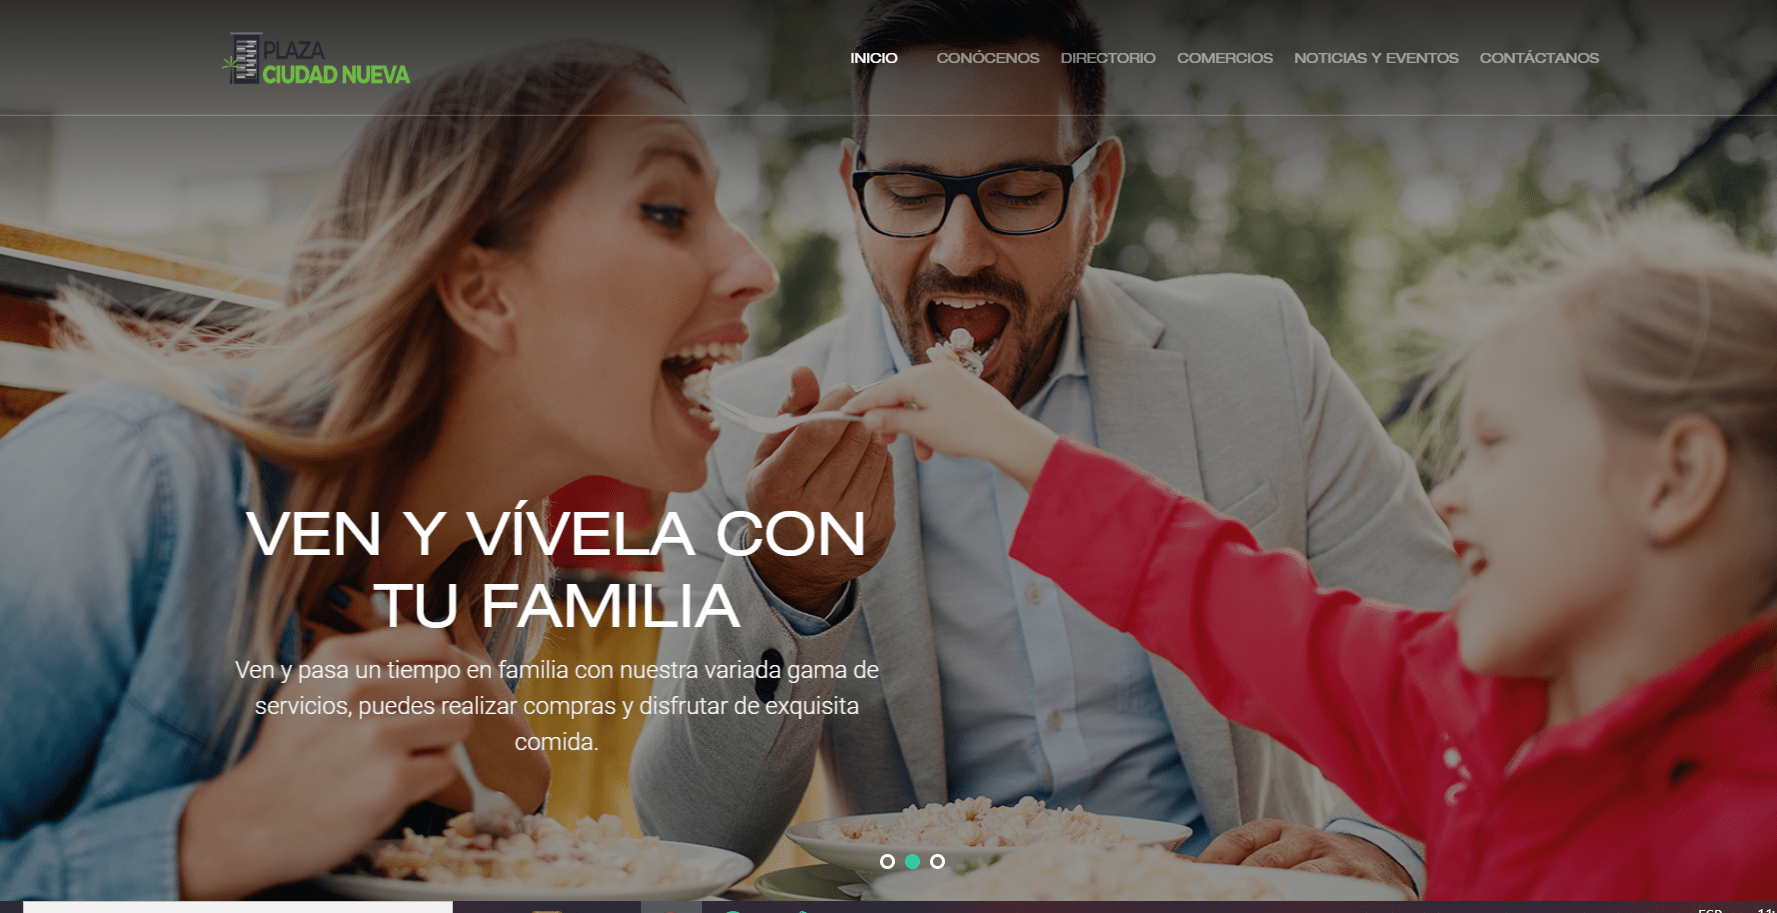 PLAZA
CIUDAD NUEVA
INICIO CONÓCENOS DIRECTORIO COMERCIOS NOTICIAS Y EVENTOS CONTÁCTANOS
VEN Y VÍVELA CON
TU FAMILIA
Ven y pasa un tiempo en familia con nuestra variada gama de
servicios, puedes realizar compras y disfrutar de exquisita
comida.